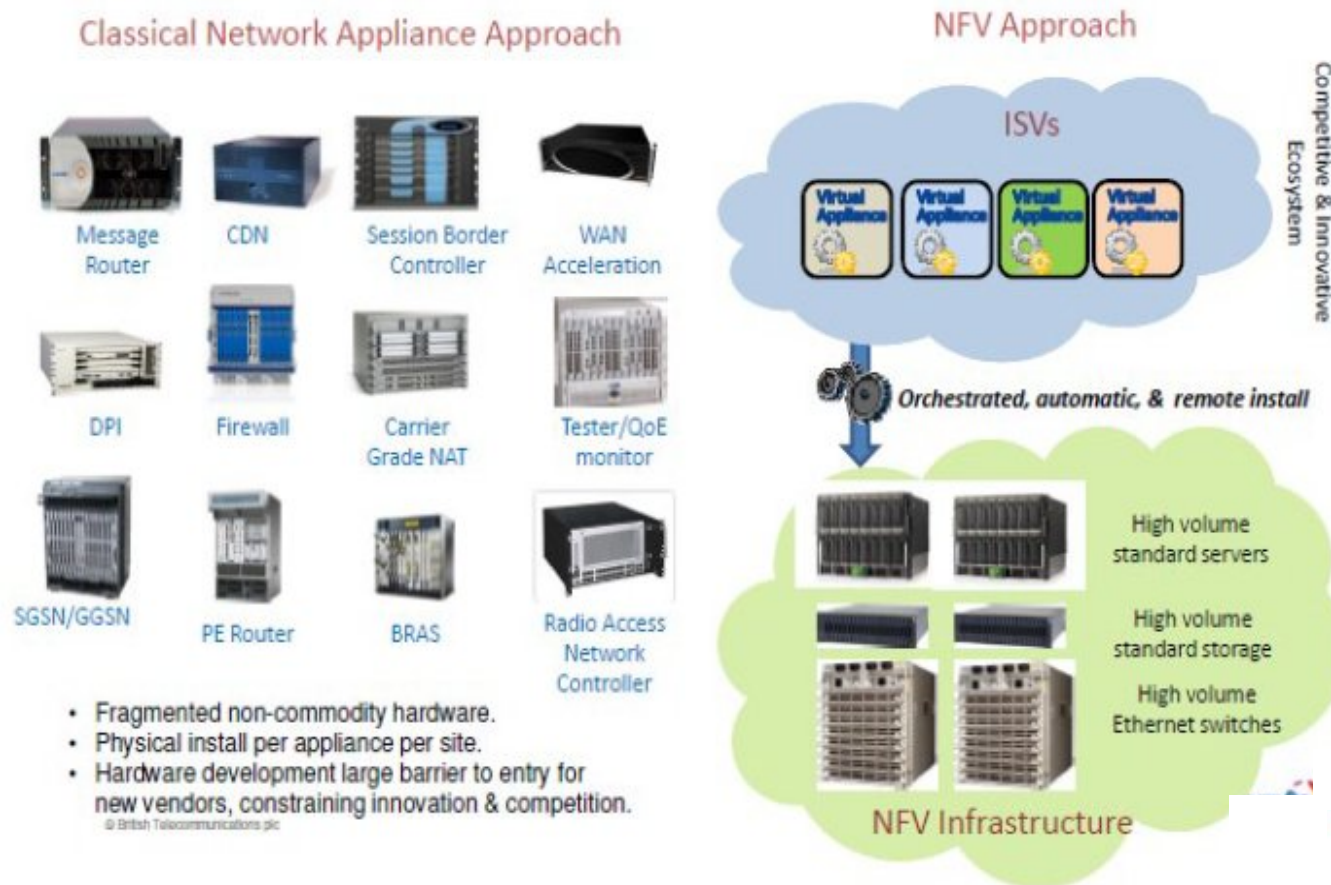 Classical Network Appliance Approach
Message
Router
CDN
Session Border
Controller
WAN
Acceleration
DPI
Firewall
Carrier
Grade NAT
Tester/QoE
monitor
SGSN/GGSN
PE Router
BRAS
Radio Access
Network
Controller
• Fragmented non-commodity hardware.
• Physical install per appliance per site.
• Hardware development large barrier to entry for
new vendors, constraining innovation & competition.
© British Telecommunications plc
NFV Approach
ISVs
Virtual
Appliance
Virtual
Appliance
Virtual
Appliance
Virtual
Appliance
Competitive & Innovative
Ecosystem
Orchestrated, automatic, & remote install
High volume
standard servers
High volume
standard storage
High volume
Ethernet switches
NFV Infrastructure